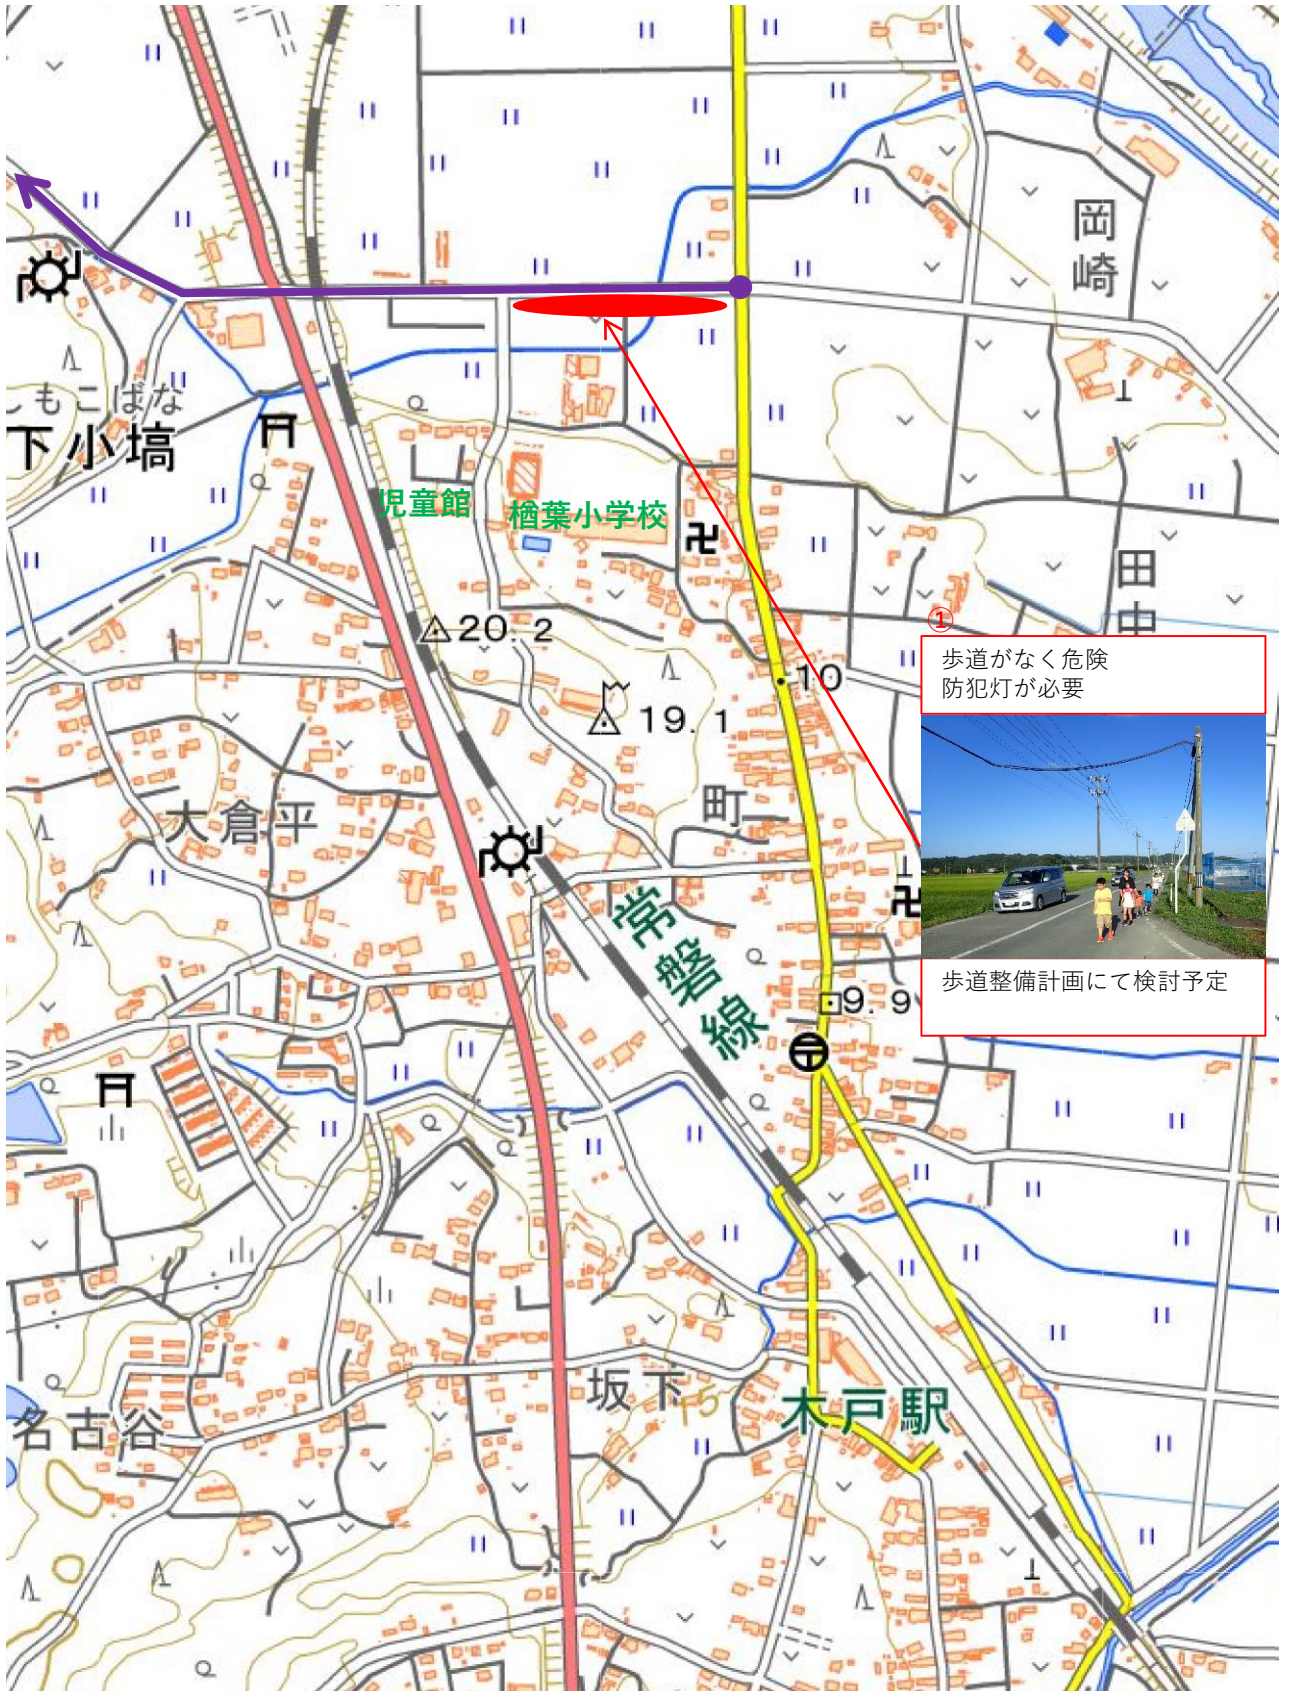 岡崎
しもこばな
下小塙
児童館
楢葉小学校
田中
20.2
①
歩道がなく危険
防犯灯が必要
10
19.1
町
大倉平
常磐線
歩道整備計画にて検討予定
9.9
坂下
15
木戸駅
名古谷